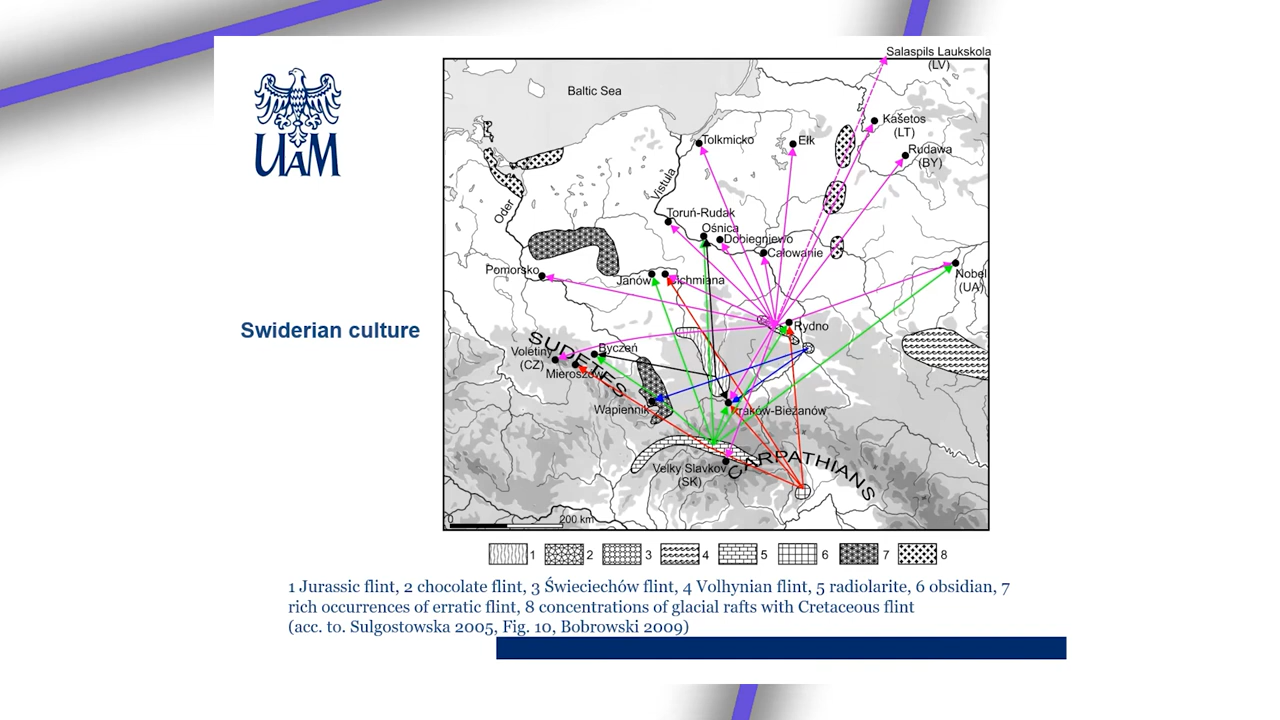 Salaspils Laukskola
(LV)
Baltic Sea
Kašetos
(LT)
Tolkmicko
Ełk
Rudawa
(BY)
Vistula
Oder
Toruń-Rudak
Ośnica
Dobiegniewo
Całowanie
Pomorsko
Janów
Nobel
(UA)
Rydno
Swiderian culture
SUDETES
Voletiny
(CZ)
Byczeń
Mieroszów
Wapiennik
Kraków-Bieżanów
CARPATHIANS
Velky Slavkov
(SK)
0 200 km
1 2 3 4 5 6 7 8
UAM
1 Jurassic flint, 2 chocolate flint, 3 Świeciechów flint, 4 Volhynian flint, 5 radiolarite, 6 obsidian, 7
rich occurrences of erratic flint, 8 concentrations of glacial rafts with Cretaceous flint
(acc. to. Sulgostowska 2005, Fig. 10, Bobrowski 2009)